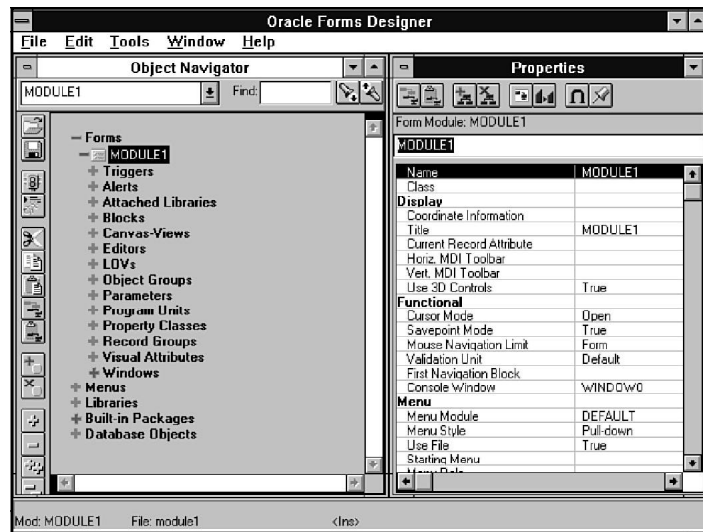 Oracle Forms Designer
File Edit Tools Window Help
Object Navigator
MODULE1 Find:
− Forms
− MODULE1
+ Triggers
+ Alerts
+ Attached Libraries
+ Blocks
+ Canvas-Views
+ Editors
+ LOVs
+ Object Groups
+ Parameters
+ Program Units
+ Property Classes
+ Record Groups
+ Visual Attributes
+ Windows
+ Menus
+ Libraries
+ Built-in Packages
+ Database Objects
Properties
Form Module: MODULE1
MODULE1
Name MODULE1
Class
Display
Coordinate Information
Title MODULE1
Current Record Attribute
Horiz. MDI Toolbar
Vert. MDI Toolbar
Use 3D Controls True
Functional
Cursor Mode Open
Savepoint Mode True
Mouse Navigation Limit Form
Validation Unit Default
First Navigation Block
Console Window WINDOW0
Menu
Menu Module DEFAULT
Menu Style Pull-down
Use File True
Starting Menu
Mod: MODULE1 File: module1 <Ins>